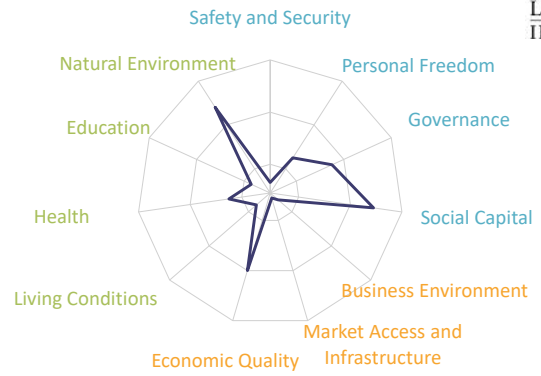 Safety and Security
Natural Environment
Personal Freedom
Education
Governance
Health
Social Capital
Living Conditions
Business Environment
Market Access and
Infrastructure
Economic Quality